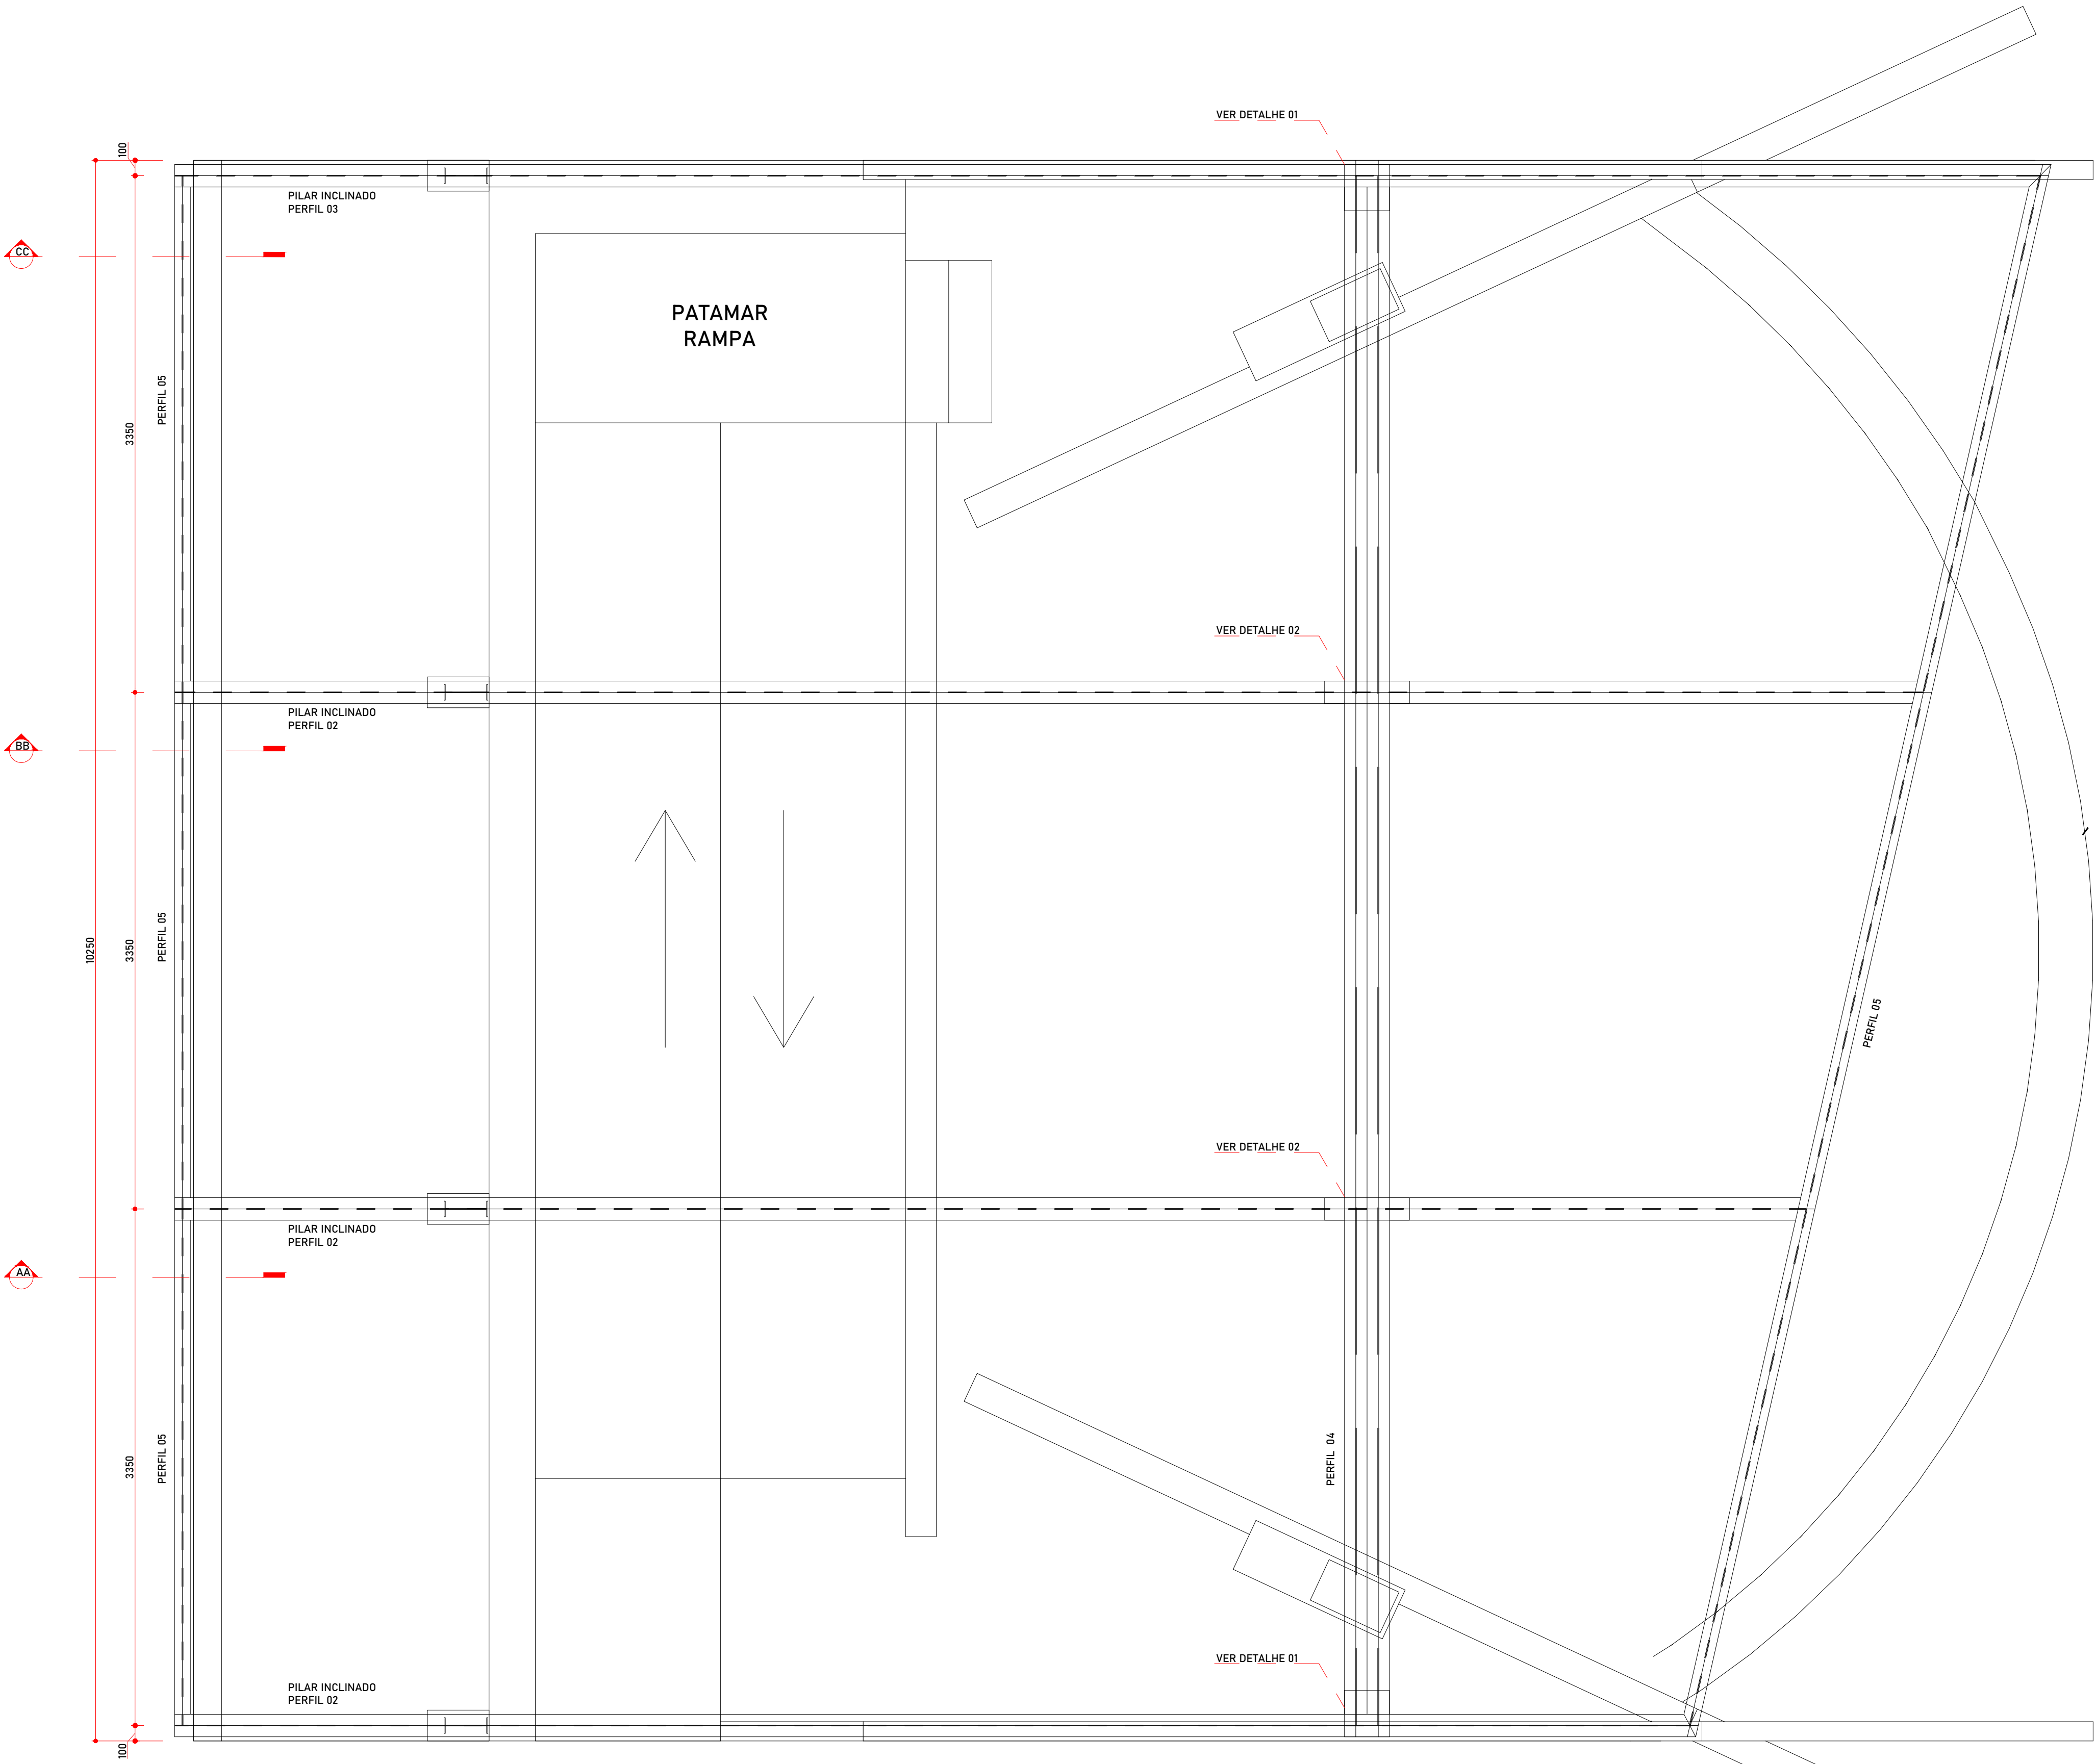 VER DETALHE 01
100
PILAR INCLINADO
PERFIL 03
CC
PATAMAR
RAMPA
PERFIL 05
3350
VER DETALHE 02
PILAR INCLINADO
PERFIL 02
BB
10250
3350
PERFIL 05
PERFIL 05
VER DETALHE 02
PILAR INCLINADO
PERFIL 02
AA
3350
PERFIL 05
PERFIL 04
VER DETALHE 01
PILAR INCLINADO
PERFIL 02
100